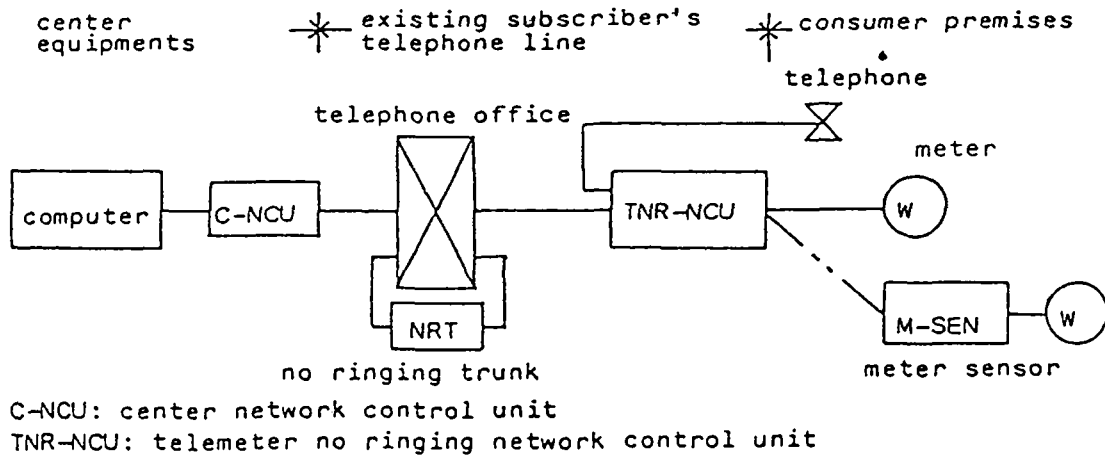 center equipments
existing subscriber's telephone line
consumer premises
telephone
telephone office
meter
computer
C-NCU
TNR-NCU
W
NRT
M-SEN
W
no ringing trunk
meter sensor
C-NCU: center network control unit
TNR-NCU: telemeter no ringing network control unit